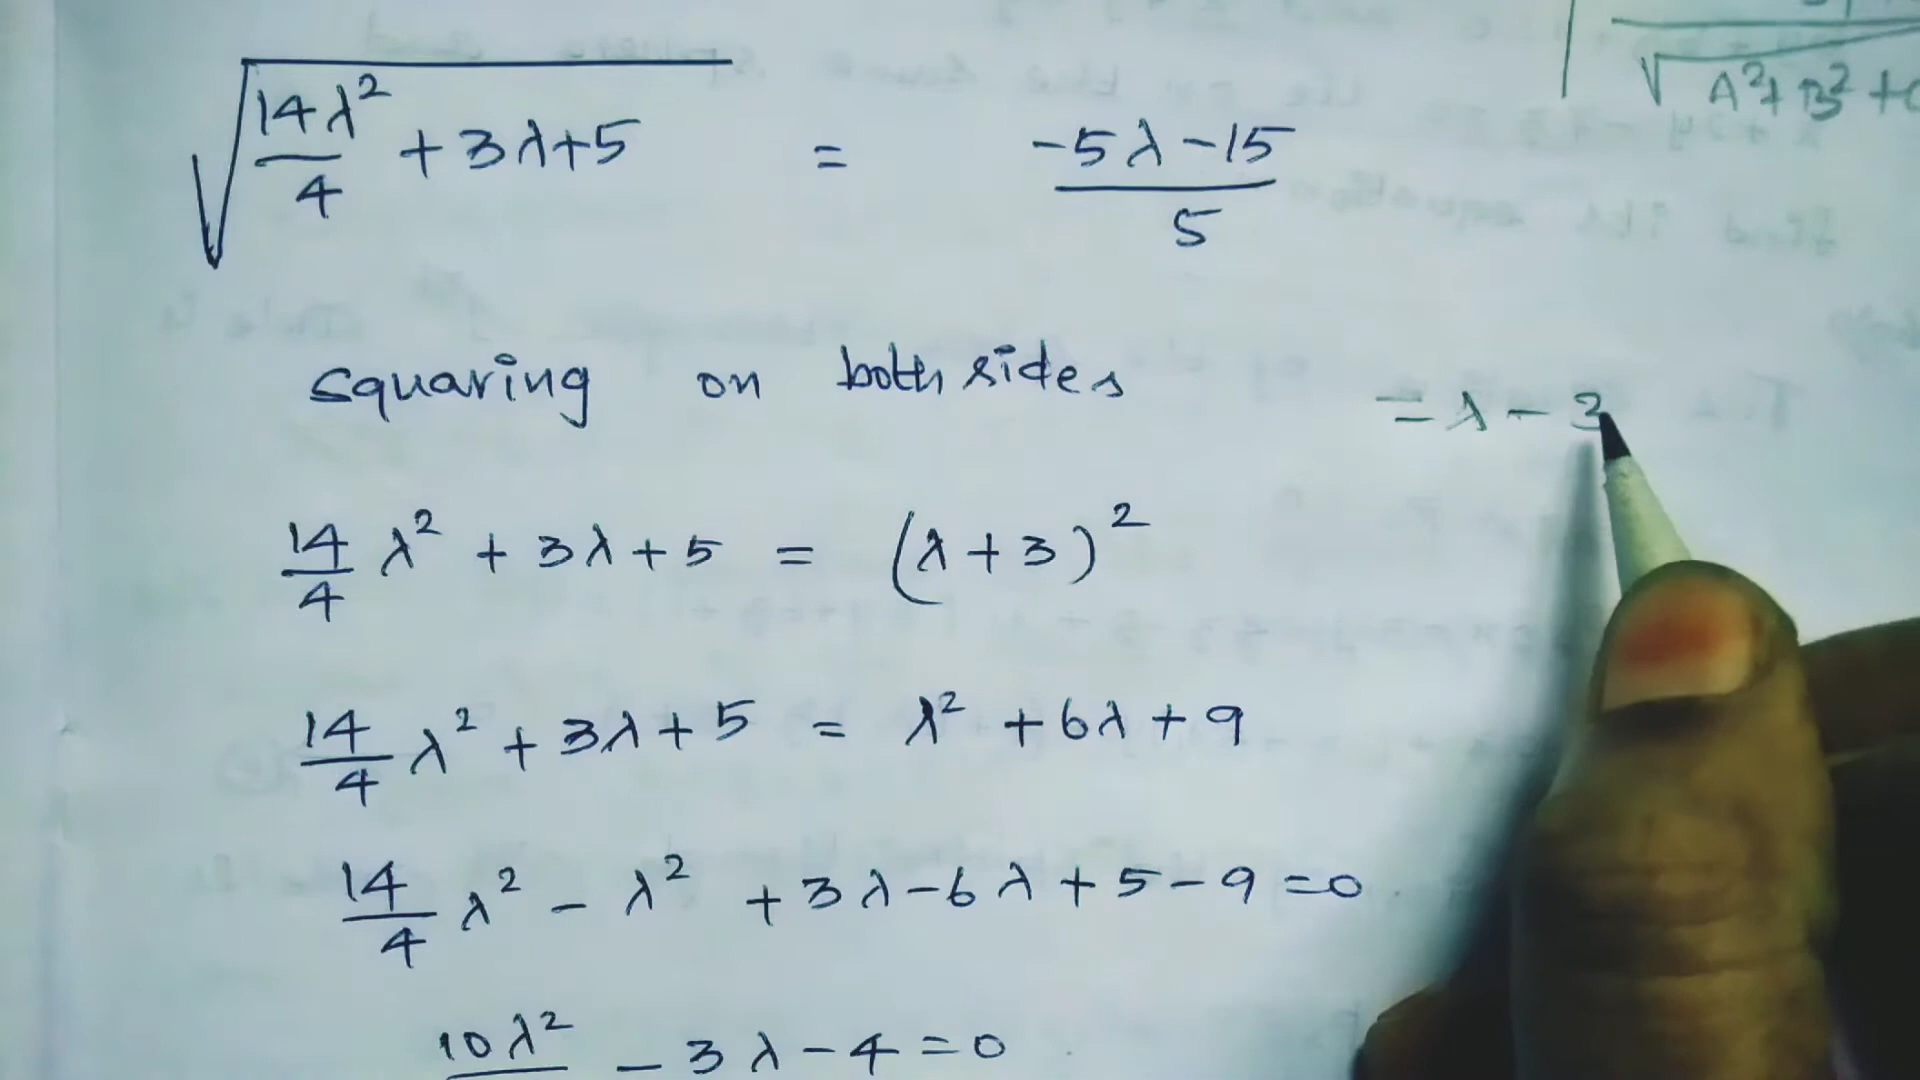 √(14λ²/4 + 3λ+5) = (-5λ-15)/5
√A²+B²+C
squaring on both sides
= λ - 3
14/4 λ² + 3λ+5 = (λ+3)²
14/4 λ² + 3λ+5 = λ² +6λ+9
14/4 λ² - λ² +3λ-6λ+5-9=0
10λ² - 3λ-4=0